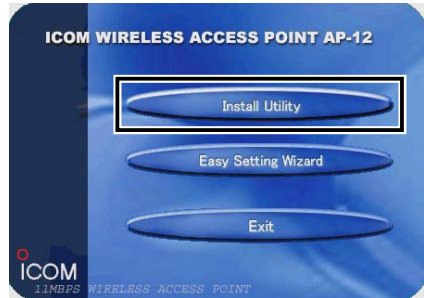 ICOM WIRELESS ACCESS POINT AP-12
Install Utility
Easy Setting Wizard
Exit
ICOM
11MBPS WIRELESS ACCESS POINT